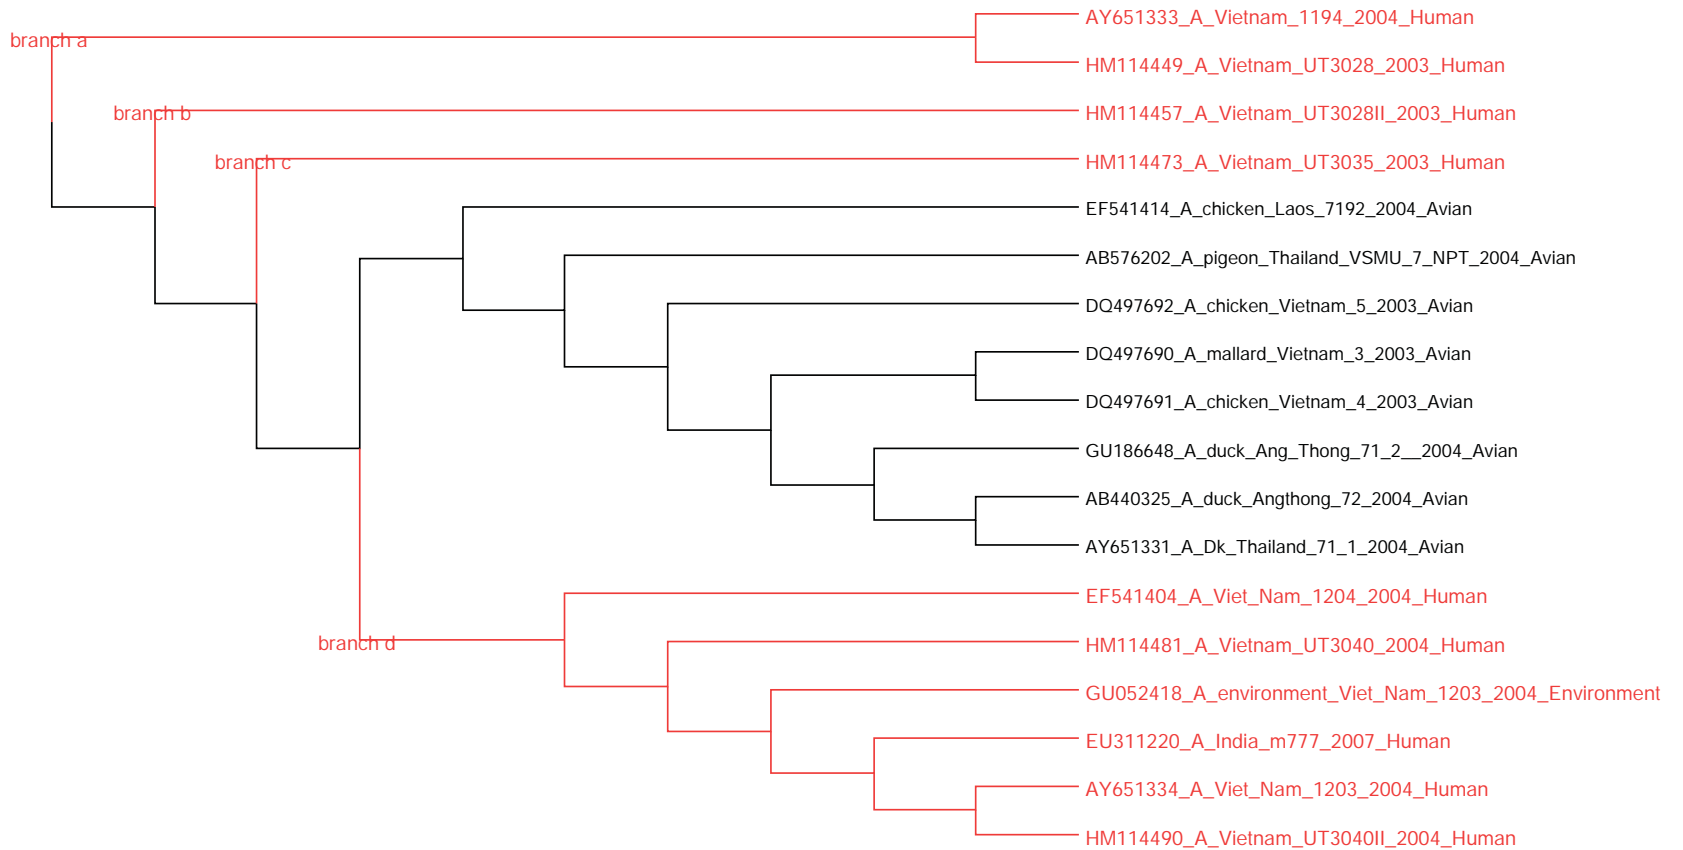 AY651333_A_Vietnam_1194_2004_Human
branch a
HM114449_A_Vietnam_UT3028_2003_Human
branch b
HM114457_A_Vietnam_UT3028II_2003_Human
branch c
HM114473_A_Vietnam_UT3035_2003_Human
EF541414_A_chicken_Laos_7192_2004_Avian
AB576202_A_pigeon_Thailand_VSMU_7_NPT_2004_Avian
DQ497692_A_chicken_Vietnam_5_2003_Avian
DQ497690_A_mallard_Vietnam_3_2003_Avian
DQ497691_A_chicken_Vietnam_4_2003_Avian
GU186648_A_duck_Ang_Thong_71_2__2004_Avian
AB440325_A_duck_Angthong_72_2004_Avian
AY651331_A_Dk_Thailand_71_1_2004_Avian
EF541404_A_Viet_Nam_1204_2004_Human
branch d
HM114481_A_Vietnam_UT3040_2004_Human
GU052418_A_environment_Viet_Nam_1203_2004_Environment
EU311220_A_India_m777_2007_Human
AY651334_A_Viet_Nam_1203_2004_Human
HM114490_A_Vietnam_UT3040II_2004_Human